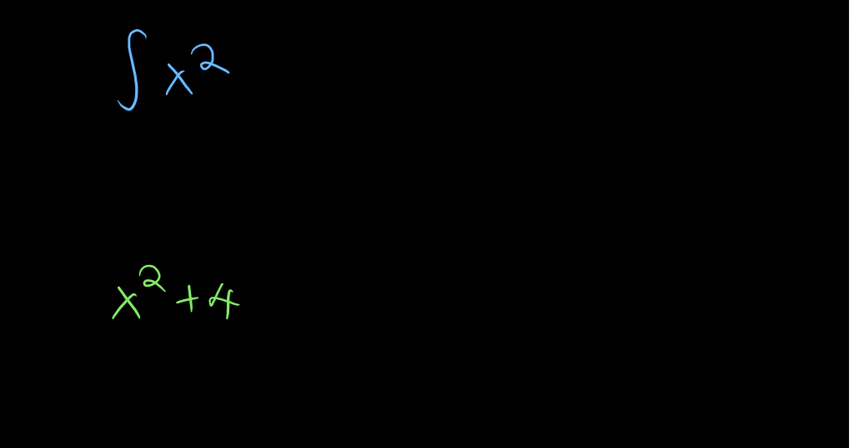 ∫ x²
x² + 4